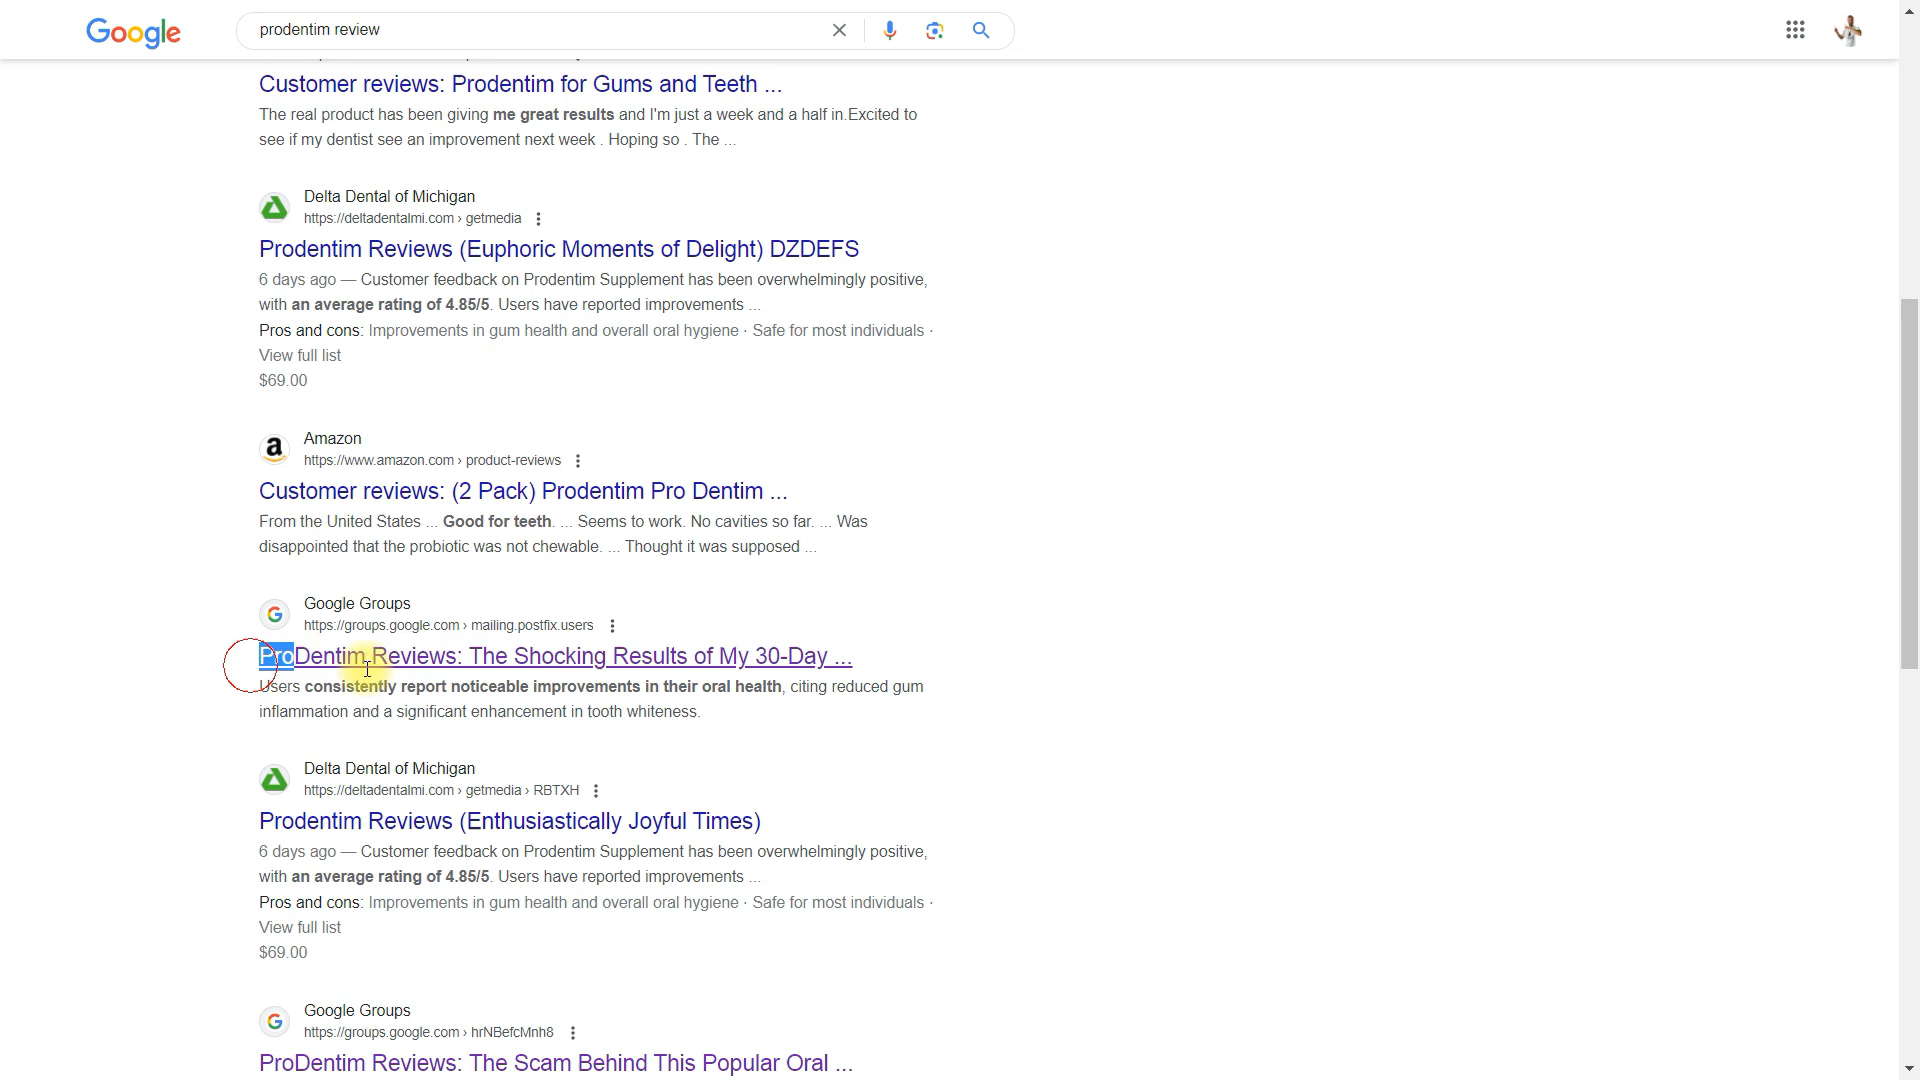 Google
prodentim review
Customer reviews: Prodentim for Gums and Teeth ...
The real product has been giving me great results and I'm just a week and a half in.Excited to
see if my dentist see an improvement next week . Hoping so . The ...
Delta Dental of Michigan
https://deltadentalmi.com › getmedia
Prodentim Reviews (Euphoric Moments of Delight) DZDEFS
6 days ago — Customer feedback on Prodentim Supplement has been overwhelmingly positive,
with an average rating of 4.85/5. Users have reported improvements ...
Pros and cons: Improvements in gum health and overall oral hygiene · Safe for most individuals ·
View full list
$69.00
Amazon
https://www.amazon.com › product-reviews
Customer reviews: (2 Pack) Prodentim Pro Dentim ...
From the United States ... Good for teeth. ... Seems to work. No cavities so far. ... Was
disappointed that the probiotic was not chewable. ... Thought it was supposed ...
Google Groups
https://groups.google.com › mailing.postfix.users
ProDentim Reviews: The Shocking Results of My 30-Day ...
Users consistently report noticeable improvements in their oral health, citing reduced gum
inflammation and a significant enhancement in tooth whiteness.
Delta Dental of Michigan
https://deltadentalmi.com › getmedia › RBTXH
Prodentim Reviews (Enthusiastically Joyful Times)
6 days ago — Customer feedback on Prodentim Supplement has been overwhelmingly positive,
with an average rating of 4.85/5. Users have reported improvements ...
Pros and cons: Improvements in gum health and overall oral hygiene · Safe for most individuals ·
View full list
$69.00
Google Groups
https://groups.google.com › hrNBefcMnh8
ProDentim Reviews: The Scam Behind This Popular Oral ...